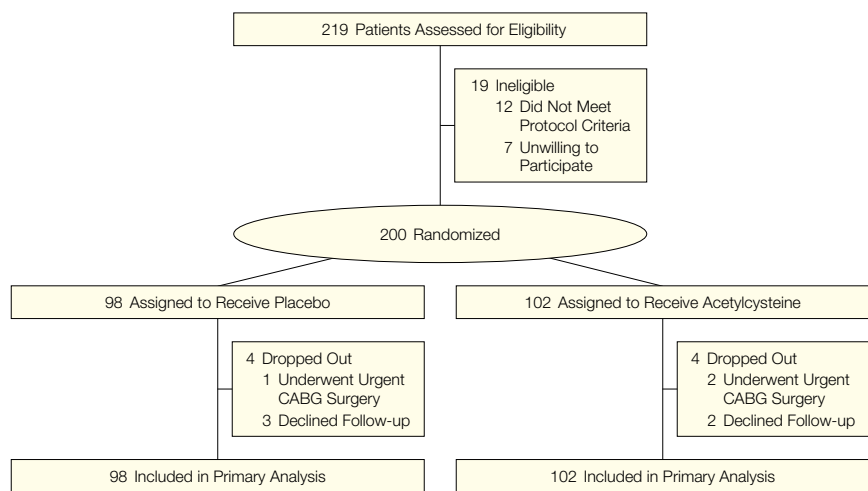 219 Patients Assessed for Eligibility
19 Ineligible
12 Did Not Meet
Protocol Criteria
7 Unwilling to
Participate
200 Randomized
98 Assigned to Receive Placebo
102 Assigned to Receive Acetylcysteine
4 Dropped Out
1 Underwent Urgent
CABG Surgery
3 Declined Follow-up
4 Dropped Out
2 Underwent Urgent
CABG Surgery
2 Declined Follow-up
98 Included in Primary Analysis
102 Included in Primary Analysis